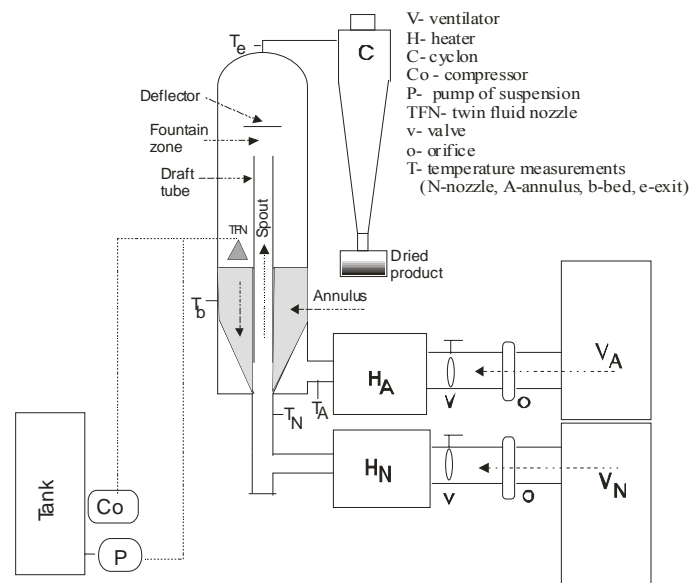 V- ventilator
H- heater
C- cyclon
Co - compressor
P- pump of suspension
TFN- twin fluid nozzle
v- valve
o- orifice
T- temperature measurements
(N-nozzle, A-annulus, b-bed, e-exit)
Te
C
Deflector
Fountain
zone
Draft
tube
TFN
Spout
Dried
product
Annulus
Tb
TA
TN
HA
v
o
VA
HN
v
o
VN
Tank
Co
P